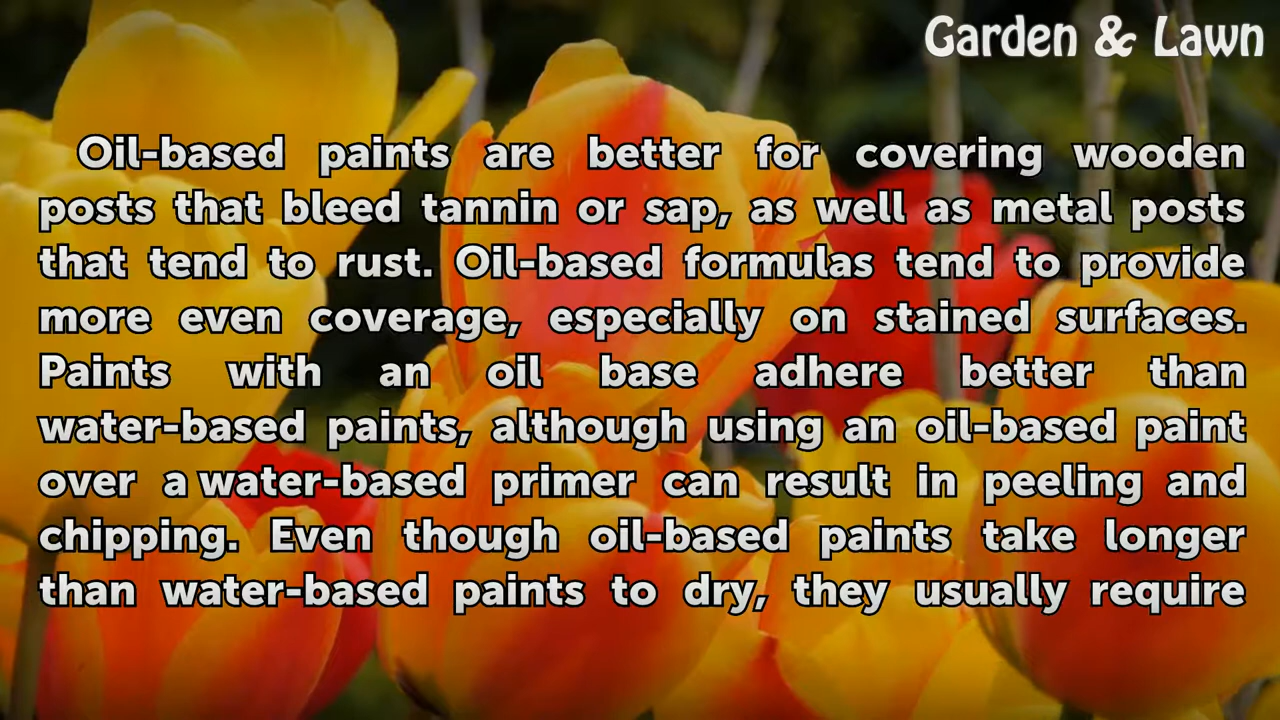 Garden & Lawn
Oil-based paints are better for covering wooden
posts that bleed tannin or sap, as well as metal posts
that tend to rust. Oil-based formulas tend to provide
more even coverage, especially on stained surfaces.
Paints with an oil base adhere better than
water-based paints, although using an oil-based paint
over a water-based primer can result in peeling and
chipping. Even though oil-based paints take longer
than water-based paints to dry, they usually require